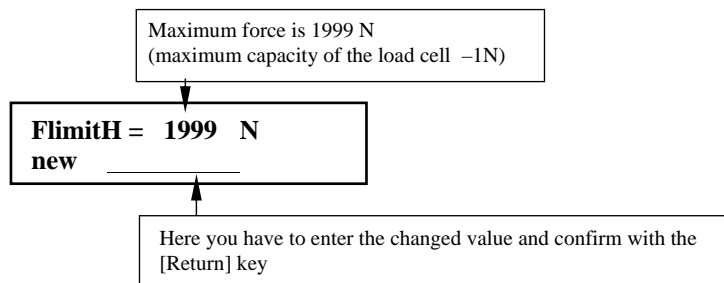 Maximum force is 1999 N
(maximum capacity of the load cell –1N)
FlimitH = 1999 N
new
Here you have to enter the changed value and confirm with the
[Return] key